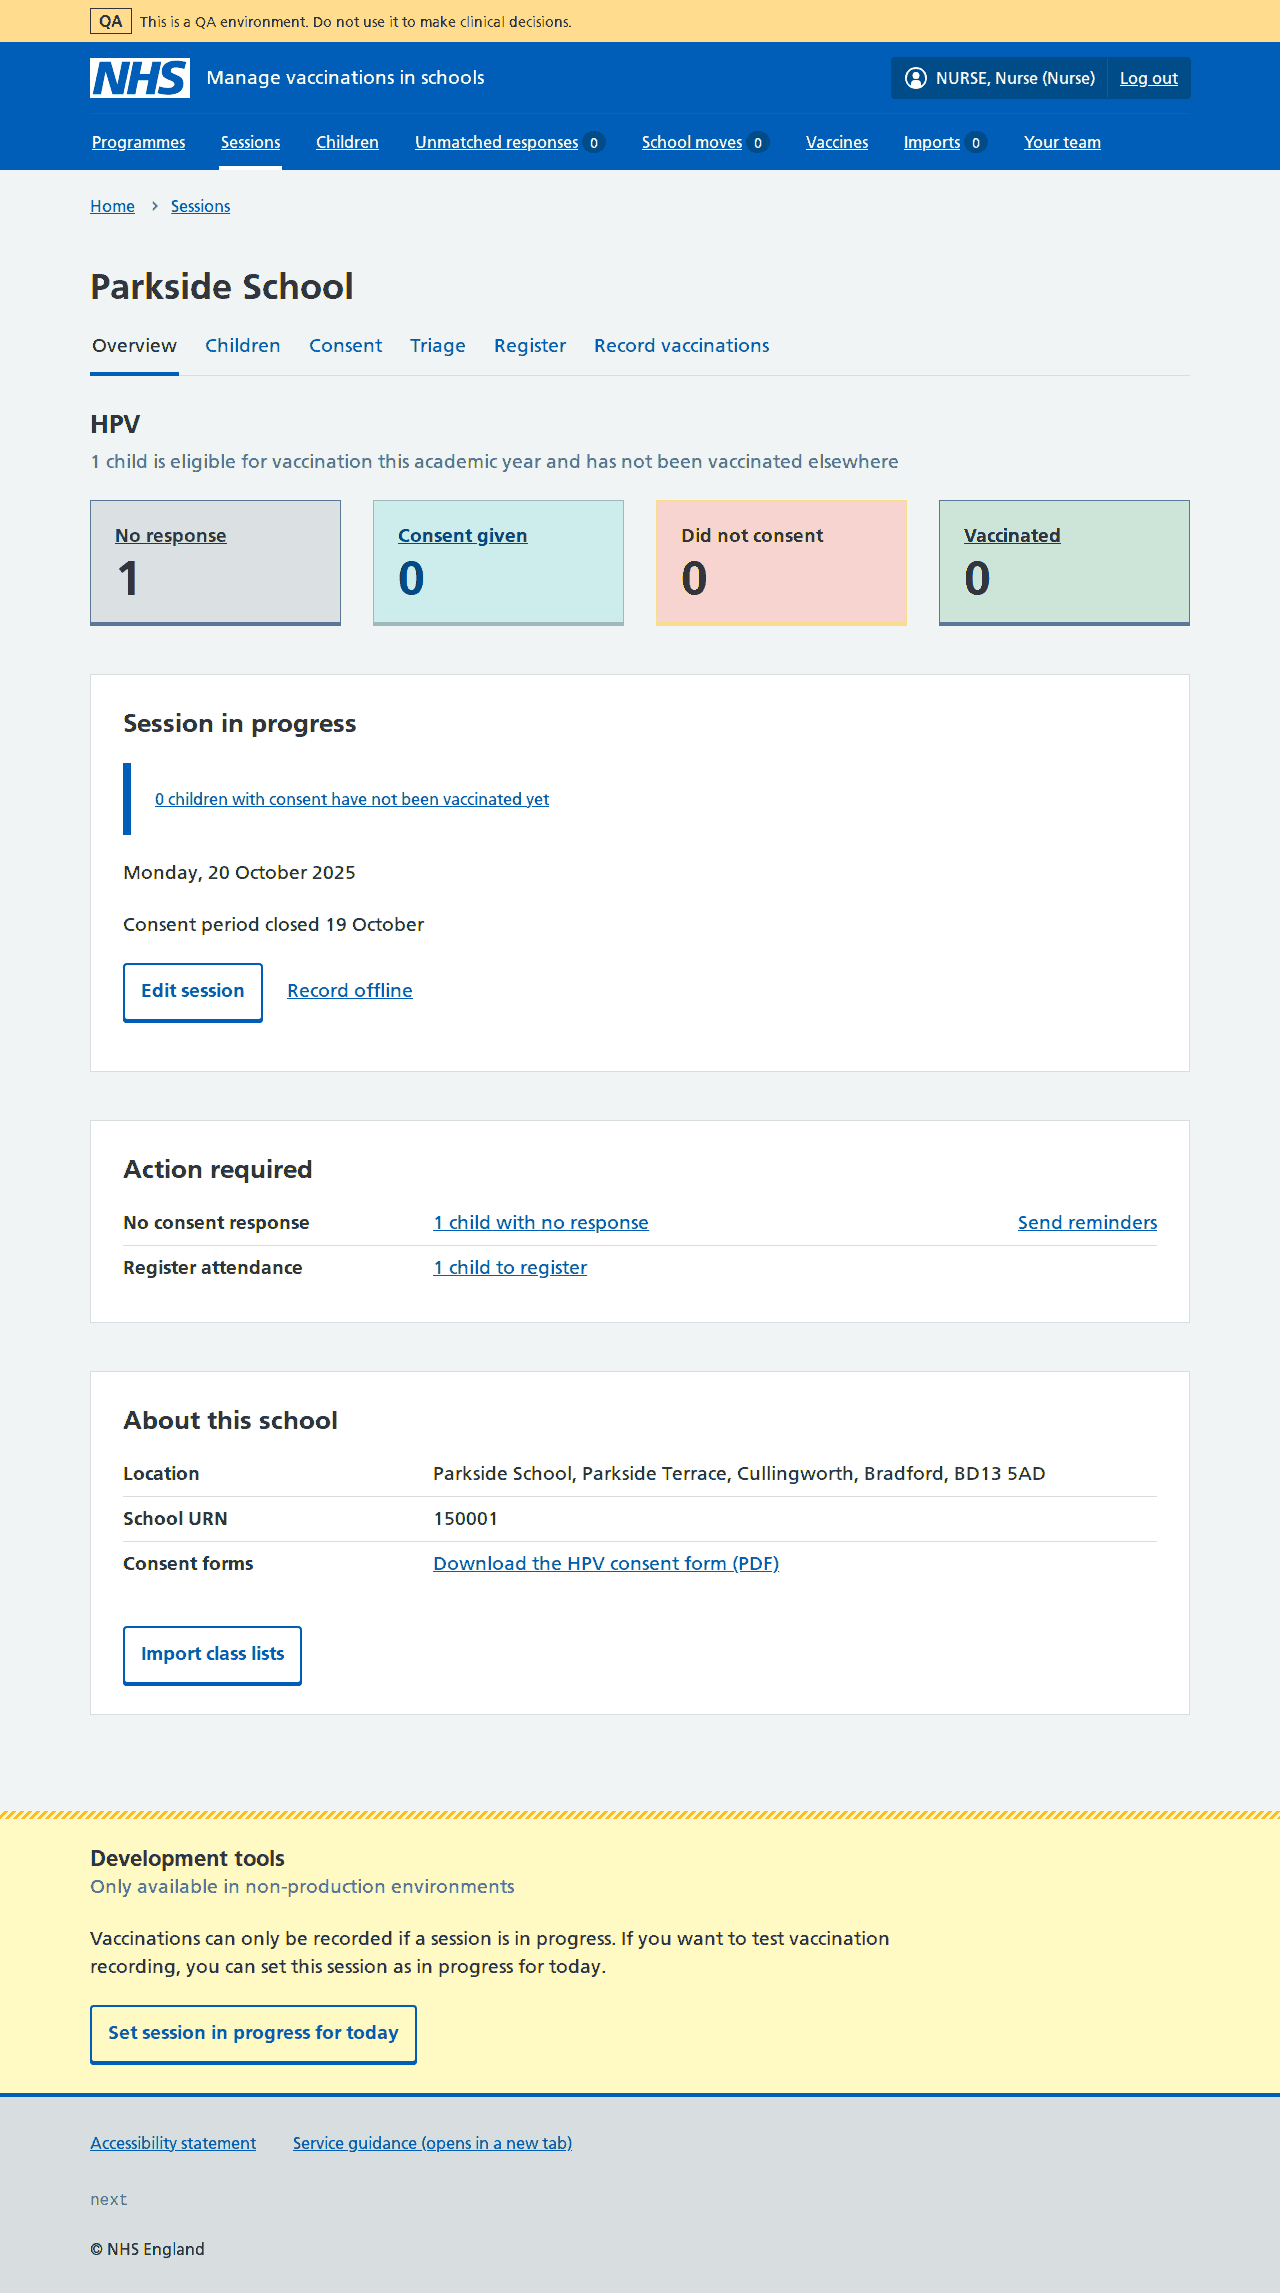 QA This is a QA environment. Do not use it to make clinical decisions.
NHS Manage vaccinations in schools NURSE, Nurse (Nurse) Log out
Programmes Sessions Children Unmatched responses 0 School moves 0 Vaccines Imports 0 Your team
Home Sessions
Parkside School
Overview Children Consent Triage Register Record vaccinations
HPV
1 child is eligible for vaccination this academic year and has not been vaccinated elsewhere
No response Consent given Did not consent Vaccinated
1 0 0 0
Session in progress
0 children with consent have not been vaccinated yet
Monday, 20 October 2025
Consent period closed 19 October
Edit session Record offline
Action required
No consent response 1 child with no response Send reminders
Register attendance 1 child to register
About this school
Location Parkside School, Parkside Terrace, Cullingworth, Bradford, BD13 5AD
School URN 150001
Consent forms Download the HPV consent form (PDF)
Import class lists
Development tools
Only available in non-production environments
Vaccinations can only be recorded if a session is in progress. If you want to test vaccination
recording, you can set this session as in progress for today.
Set session in progress for today
Accessibility statement Service guidance (opens in a new tab)
next
© NHS England